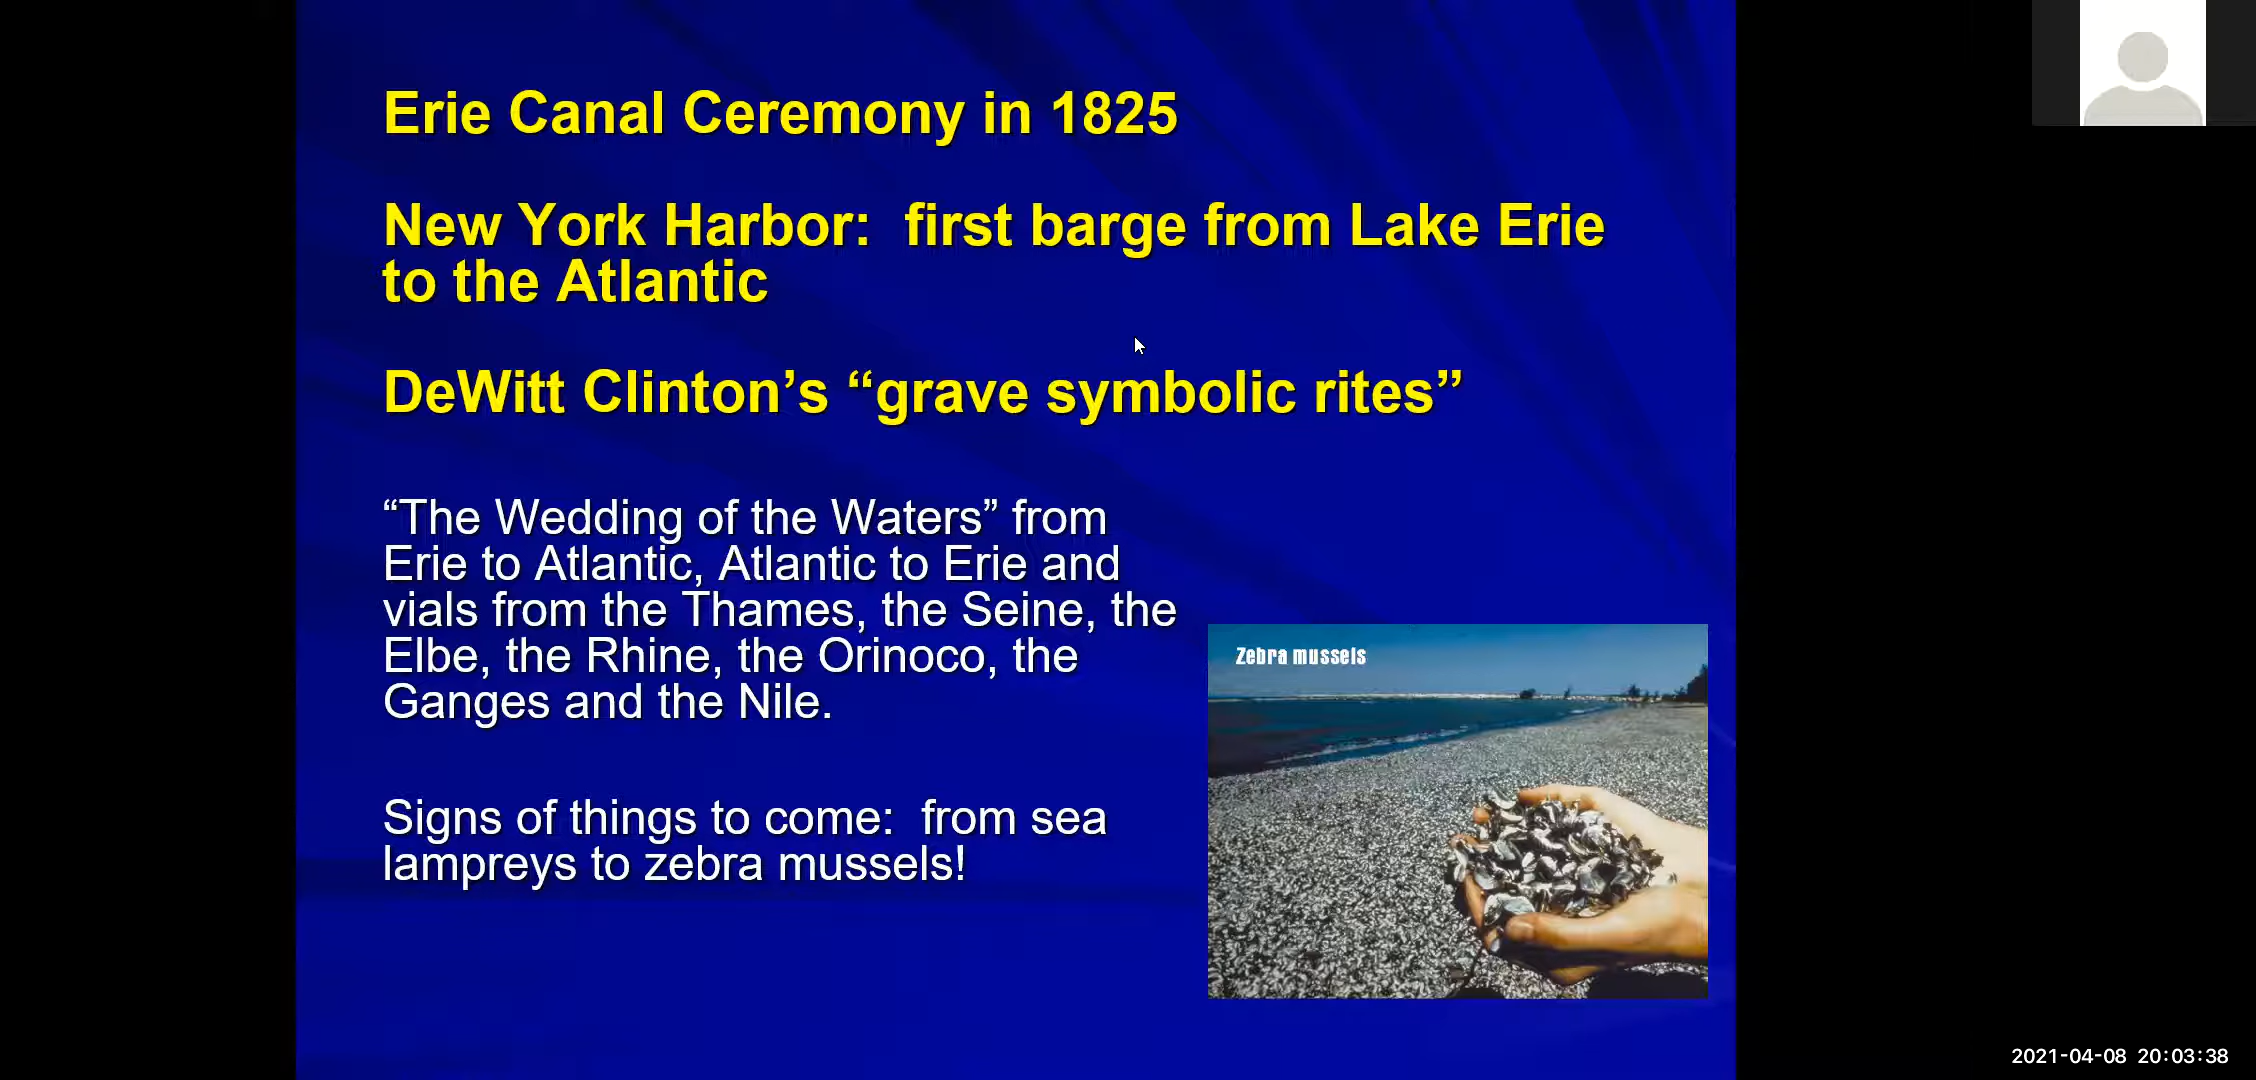 Erie Canal Ceremony in 1825
New York Harbor:  first barge from Lake Erie
to the Atlantic
DeWitt Clinton’s “grave symbolic rites”
“The Wedding of the Waters” from
Erie to Atlantic, Atlantic to Erie and
vials from the Thames, the Seine, the
Elbe, the Rhine, the Orinoco, the
Ganges and the Nile.
Signs of things to come:  from sea
lampreys to zebra mussels!
Zebra mussels
2021-04-08 20:03:38